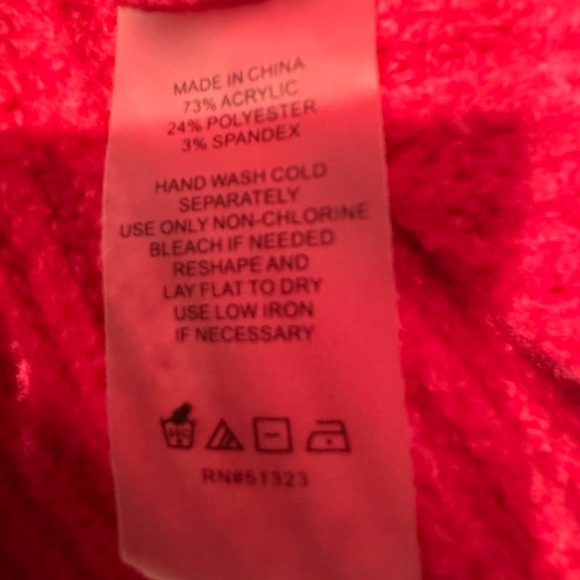 MADE IN CHINA
73% ACRYLIC
24% POLYESTER
3% SPANDEX
HAND WASH COLD
SEPARATELY
USE ONLY NON-CHLORINE
BLEACH IF NEEDED
RESHAPE AND
LAY FLAT TO DRY
USE LOW IRON
IF NECESSARY
RN#51323